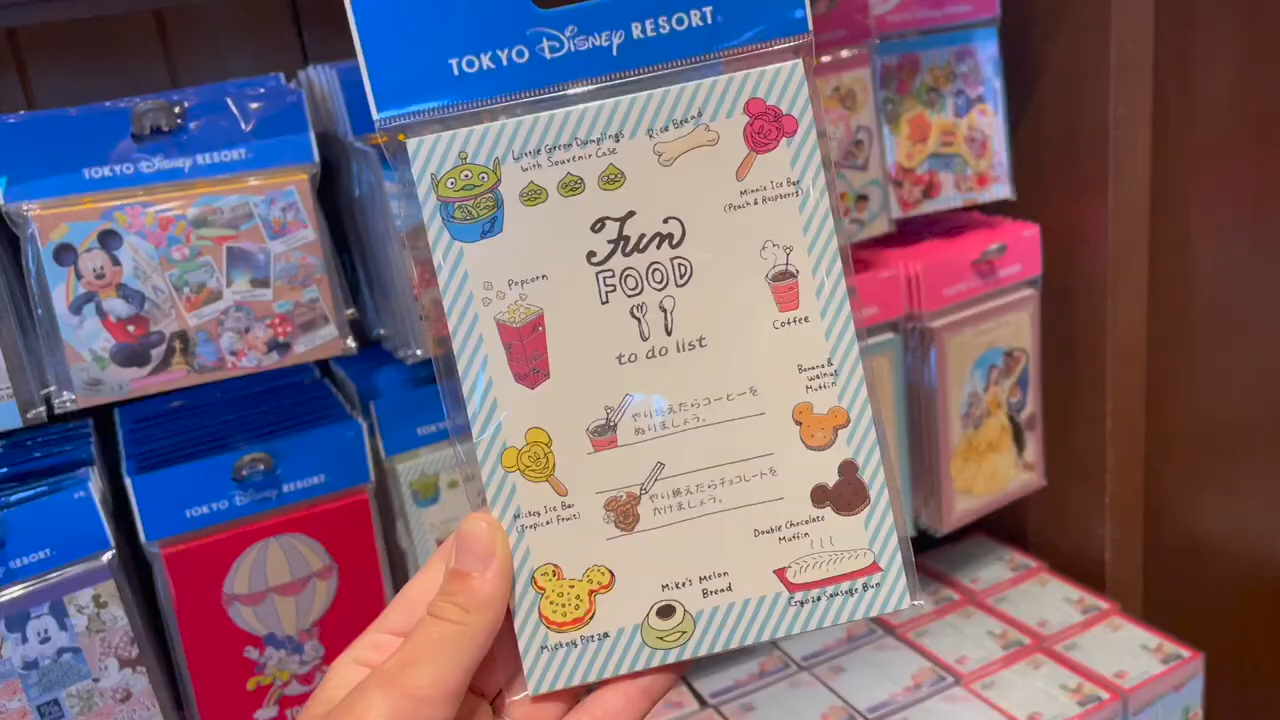 TOKYO Disney RESORT
Little Green Dumplings
with Souvenir Case
Rice Bread
Minnie Ice Bar
(Peach & Raspberry)
Fun
FOOD
to do list
Popcorn
Coffee
Banana &
Walnut
Muffin
やり終えたらコーヒーを
ぬりましょう。
Mickey Ice Bar
(Tropical Fruit)
やり終えたらチョコレートを
かけましょう。
Double Chocolate
Muffin
Gyoza Sausage Bun
Mike's Melon
Bread
Mickey Pizza
TOKYO Disney RESORT
TOKYO Disney RESORT
RESORT
TOKYO